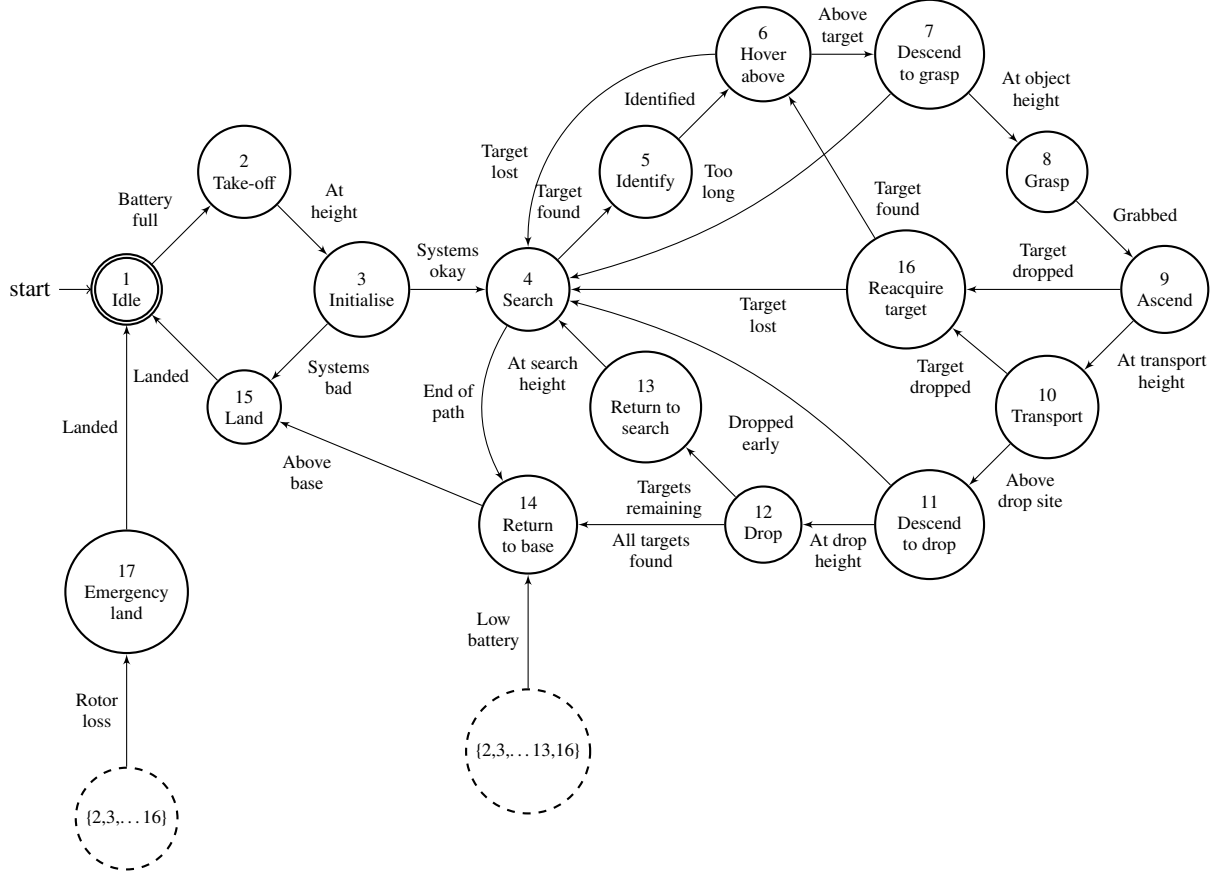 6
Hover
above
Above
target
7
Descend
to grasp
At object
height
Identified
2
Take-off
Target
lost
5
Identify
Too
long
8
Grasp
Battery
full
At
height
Target
found
Target
found
Grabbed
start
1
Idle
3
Initialise
Systems
okay
4
Search
Target
lost
16
Reacquire
target
Target
dropped
9
Ascend
Landed
Systems
bad
At search
height
Target
dropped
At transport
height
15
Land
End of
path
13
Return to
search
10
Transport
Landed
Dropped
early
Above
base
Above
drop site
14
Return
to base
Targets
remaining
All targets
found
12
Drop
At drop
height
11
Descend
to drop
17
Emergency
land
Low
battery
Rotor
loss
{2,3,...13,16}
{2,3,...16}